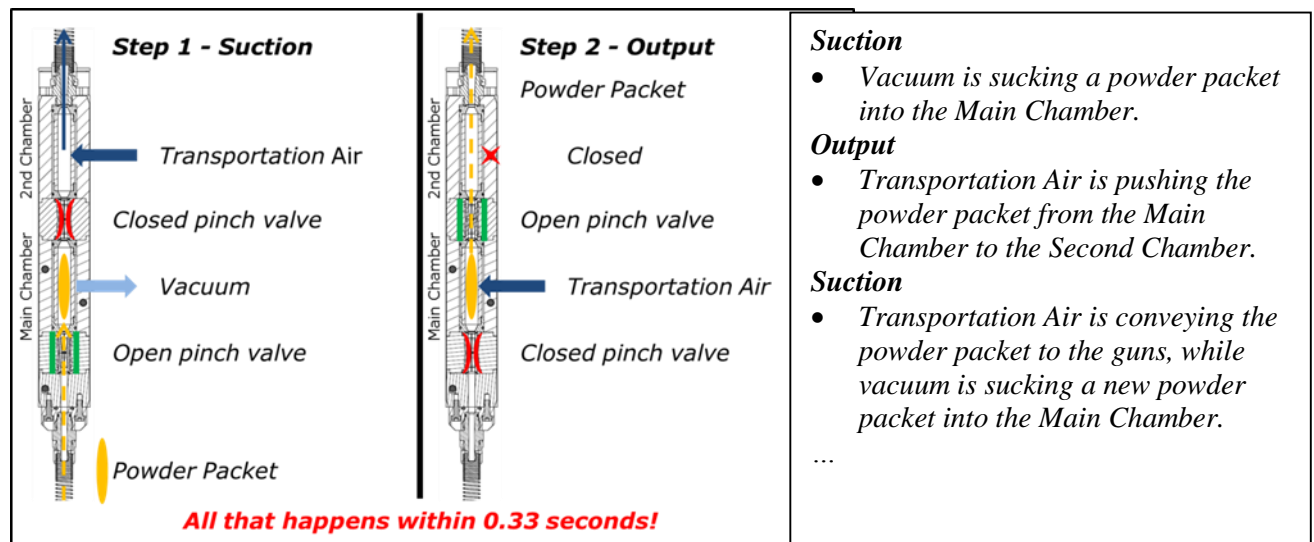 Step 1 - Suction
2nd Chamber
Transportation Air
Closed pinch valve
Main Chamber
Vacuum
Open pinch valve
Powder Packet
Step 2 - Output
Powder Packet
2nd Chamber
Closed
Open pinch valve
Main Chamber
Transportation Air
Closed pinch valve
All that happens within 0.33 seconds!
Suction
• Vacuum is sucking a powder packet
into the Main Chamber.
Output
• Transportation Air is pushing the
powder packet from the Main
Chamber to the Second Chamber.
Suction
• Transportation Air is conveying the
powder packet to the guns, while
vacuum is sucking a new powder
packet into the Main Chamber.
…